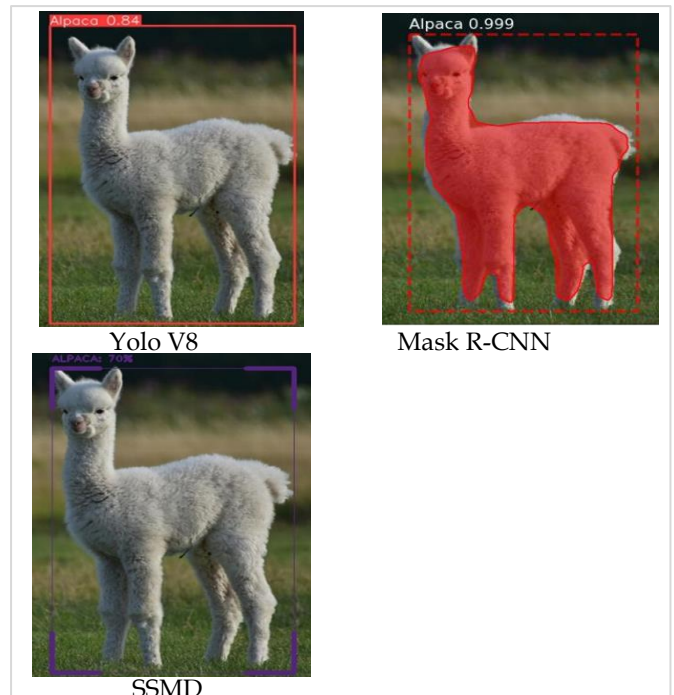 Alpaca 0.84
Alpaca 0.999
Yolo V8
Mask R-CNN
ALPACA: 70%
SSMD